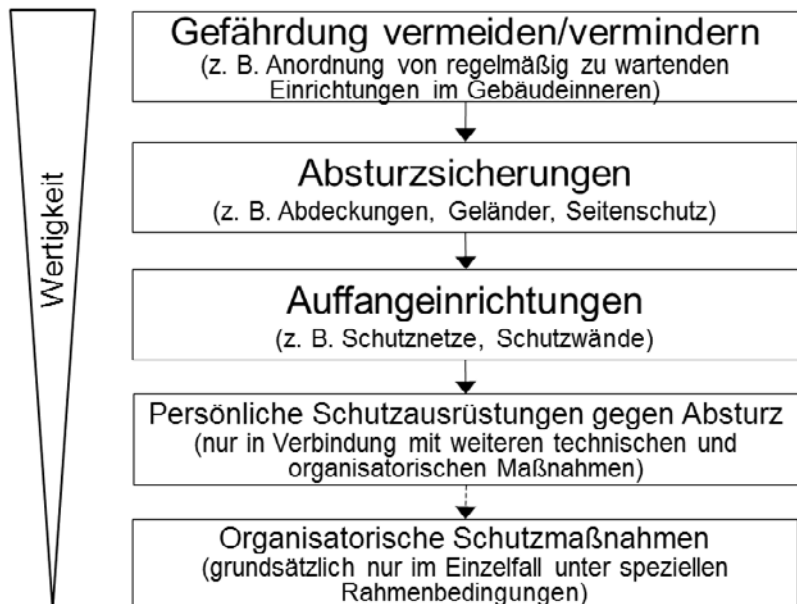 Wertigkeit
Gefährdung vermeiden/vermindern
(z. B. Anordnung von regelmäßig zu wartenden
Einrichtungen im Gebäudeinneren)
Absturzsicherungen
(z. B. Abdeckungen, Geländer, Seitenschutz)
Auffangeinrichtungen
(z. B. Schutznetze, Schutzwände)
Persönliche Schutzausrüstungen gegen Absturz
(nur in Verbindung mit weiteren technischen und
organisatorischen Maßnahmen)
Organisatorische Schutzmaßnahmen
(grundsätzlich nur im Einzelfall unter speziellen
Rahmenbedingungen)